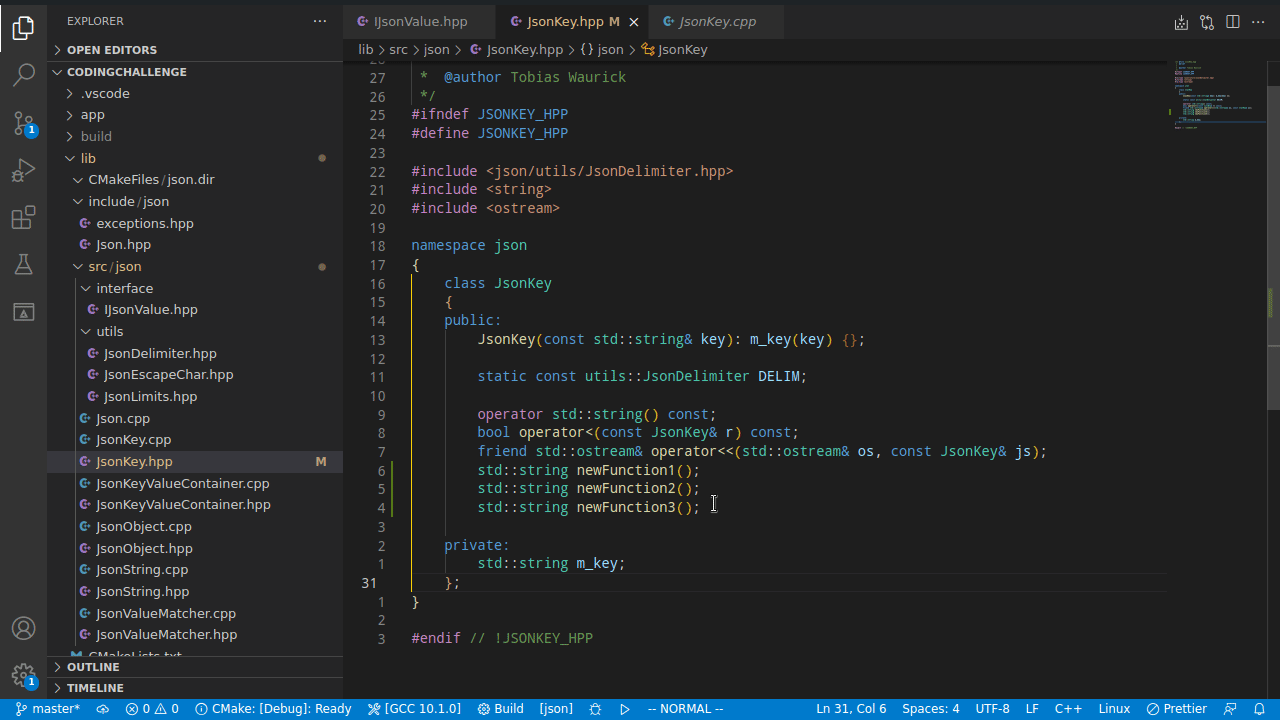 EXPLORER
OPEN EDITORS
CODINGCHALLENGE
.vscode
app
build
lib
CMakeFiles/json.dir
include/json
exceptions.hpp
Json.hpp
src/json
interface
IJsonValue.hpp
utils
JsonDelimiter.hpp
JsonEscapeChar.hpp
JsonLimits.hpp
Json.cpp
JsonKey.cpp
JsonKey.hpp M
JsonKeyValueContainer.cpp
JsonKeyValueContainer.hpp
JsonObject.cpp
JsonObject.hpp
JsonString.cpp
JsonString.hpp
JsonValueMatcher.cpp
JsonValueMatcher.hpp
CMakeLists.txt
OUTLINE
TIMELINE
1
1
IJsonValue.hpp JsonKey.hpp M JsonKey.cpp
lib > src > json > JsonKey.hpp > {} json > JsonKey
28
27 * @author Tobias Waurick
26 */
25 #ifndef JSONKEY_HPP
24 #define JSONKEY_HPP
23
22 #include <json/utils/JsonDelimiter.hpp>
21 #include <string>
20 #include <ostream>
19
18 namespace json
17 {
16 class JsonKey
15 {
14 public:
13 JsonKey(const std::string& key): m_key(key) {};
12
11 static const utils::JsonDelimiter DELIM;
10
9 operator std::string() const;
8 bool operator<(const JsonKey& r) const;
7 friend std::ostream& operator<<(std::ostream& os, const JsonKey& js);
6 std::string newFunction1();
5 std::string newFunction2();
4 std::string newFunction3();
3
2 private:
1 std::string m_key;
31 };
1 }
2
3 #endif // !JSONKEY_HPP
master* 0 0 CMake: [Debug]: Ready [GCC 10.1.0] Build [json] -- NORMAL -- Ln 31, Col 6 Spaces: 4 UTF-8 LF C++ Linux Prettier